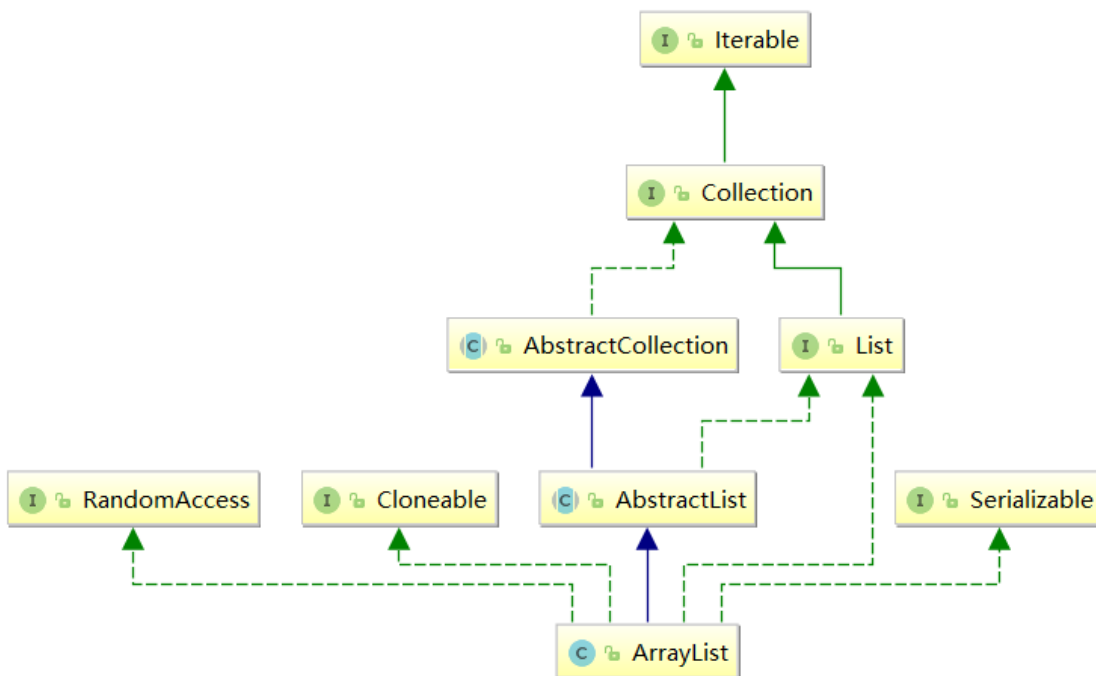 I Iterable
I Collection
C AbstractCollection
I List
I RandomAccess
I Cloneable
C AbstractList
I Serializable
C ArrayList